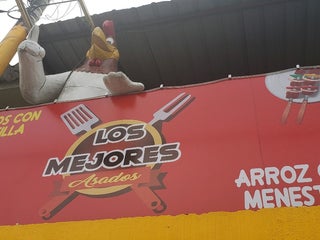 OS CON
LLA
LOS
MEJORES
Asados
ARROZ
MENEST